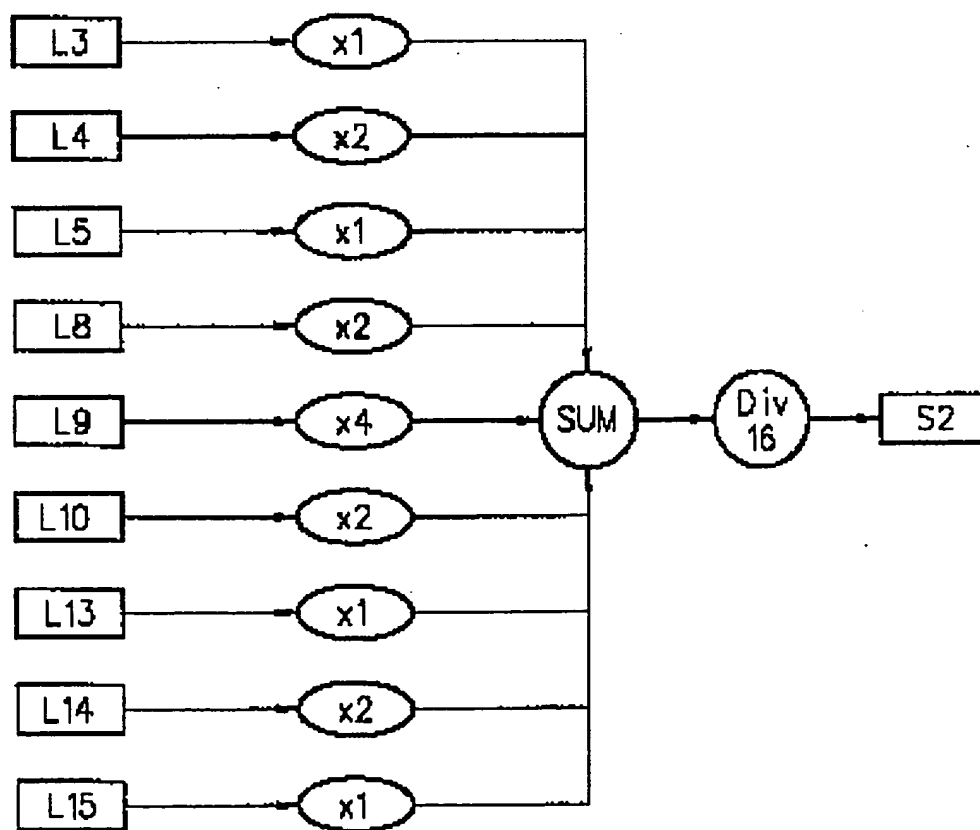 L3 x1
L4 x2
L5 x1
L8 x2
L9 x4 SUM Div 16 S2
L10 x2
L13 x1
L14 x2
L15 x1